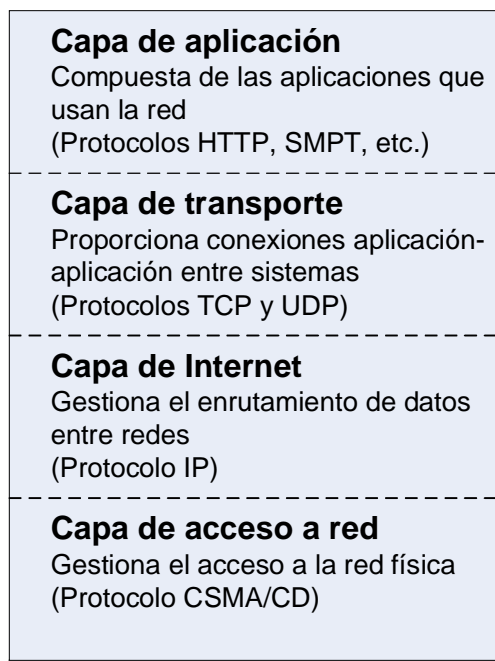 Capa de aplicación
Compuesta de las aplicaciones que
usan la red
(Protocolos HTTP, SMPT, etc.)
Capa de transporte
Proporciona conexiones aplicación-
aplicación entre sistemas
(Protocolos TCP y UDP)
Capa de Internet
Gestiona el enrutamiento de datos
entre redes
(Protocolo IP)
Capa de acceso a red
Gestiona el acceso a la red física
(Protocolo CSMA/CD)